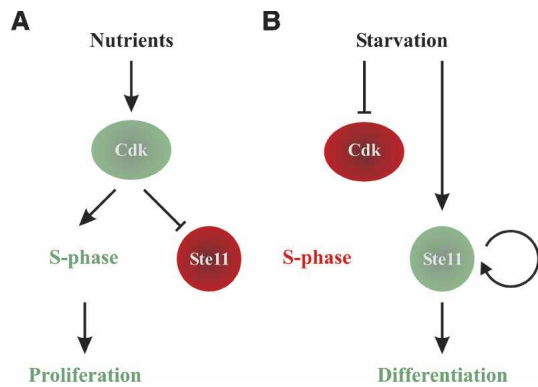 A
Nutrients
Cdk
S-phase
Ste11
Proliferation
B
Starvation
Cdk
S-phase
Ste11
Differentiation